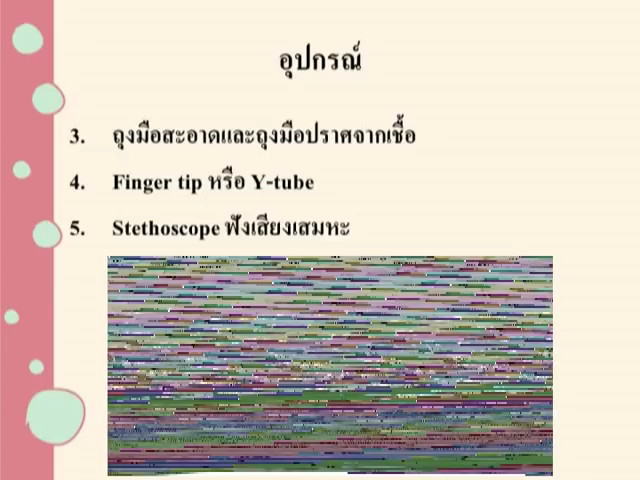 อุปกรณ์
3. ถุงมือสะอาดและถุงมือปราศจากเชื้อ
4. Finger tip หรือ Y-tube
5. Stethoscope ฟังเสียงเสมหะ